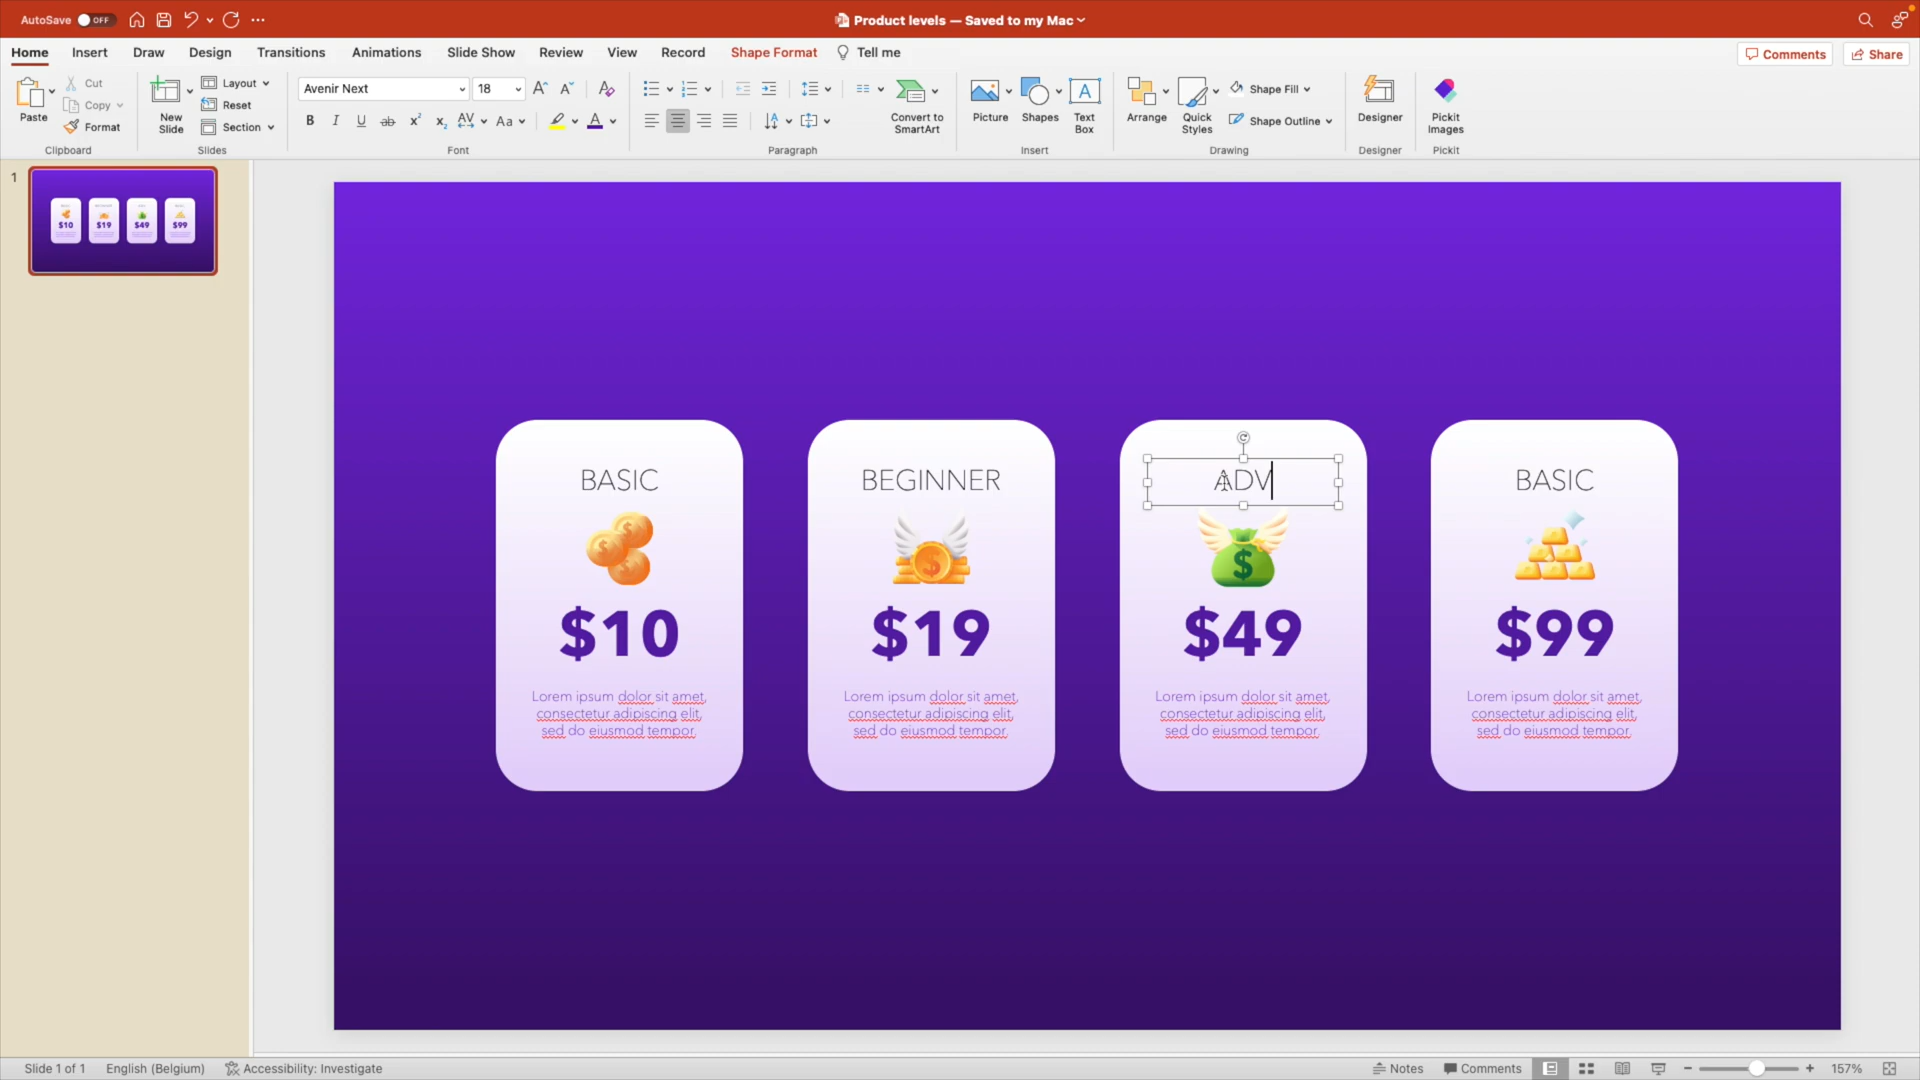 AutoSave OFF
Product levels — Saved to my Mac
Home Insert Draw Design Transitions Animations Slide Show Review View Record Shape Format Tell me
Comments Share
Paste
Cut
Copy
Format
Clipboard
New Slide
Layout
Reset
Section
Slides
Avenir Next 18
Font
Paragraph
Convert to SmartArt
Picture
Shapes
Text Box
Insert
Arrange
Quick Styles
Shape Fill
Shape Outline
Drawing
Designer
Designer
Pickit Images
Pickit
1
BASIC
$10
BEGINNER
$19
ADV
$49
BASIC
$99
BASIC
$10
Lorem ipsum dolor sit amet,
consectetur adipiscing elit,
sed do eiusmod tempor.
BEGINNER
$19
Lorem ipsum dolor sit amet,
consectetur adipiscing elit,
sed do eiusmod tempor.
ADV
$49
Lorem ipsum dolor sit amet,
consectetur adipiscing elit,
sed do eiusmod tempor.
BASIC
$99
Lorem ipsum dolor sit amet,
consectetur adipiscing elit,
sed do eiusmod tempor.
Slide 1 of 1 English (Belgium) Accessibility: Investigate
Notes Comments 157%